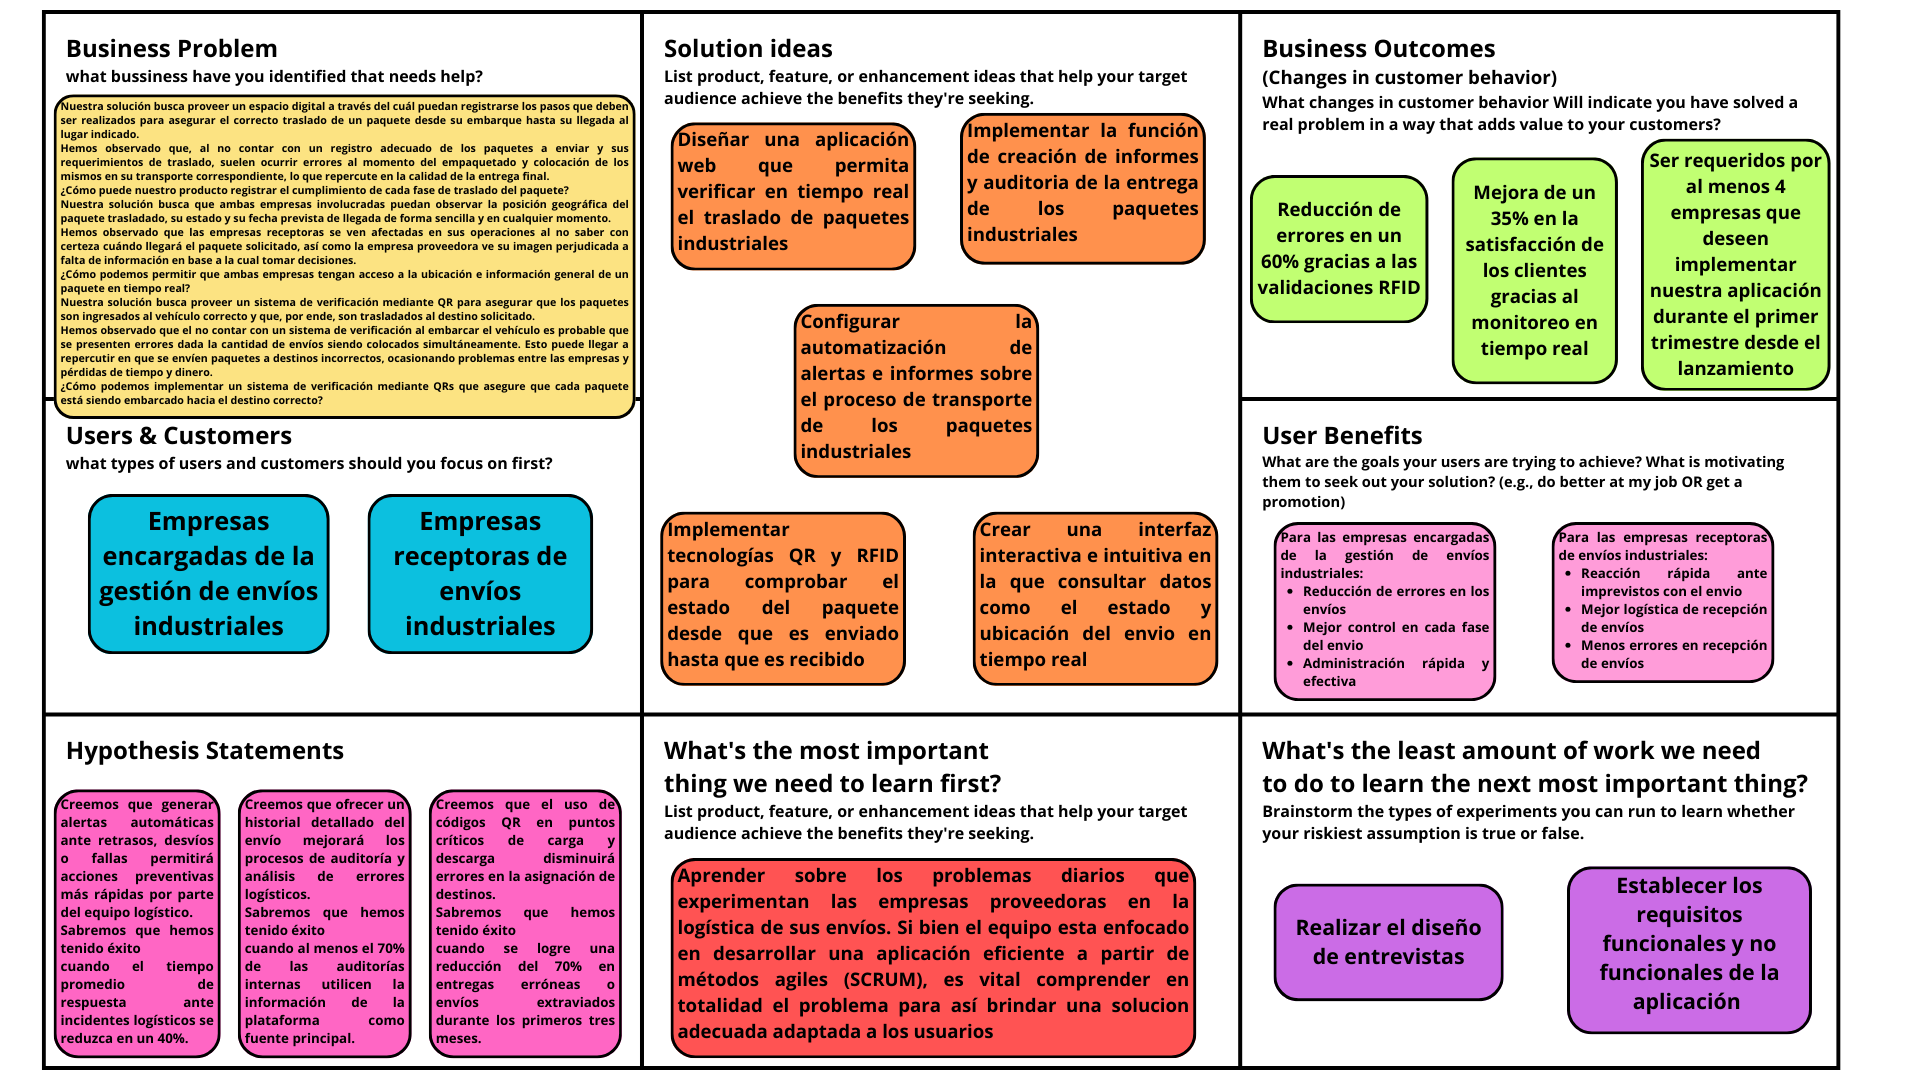 Business Problem
what bussiness have you identified that needs help?
Nuestra solución busca proveer un espacio digital a través del cuál puedan registrarse los pasos que deben
ser realizados para asegurar el correcto traslado de un paquete desde su embarque hasta su llegada al
lugar indicado.
Hemos observado que, al no contar con un registro adecuado de los paquetes a enviar y sus
requerimientos de traslado, suelen ocurrir errores al momento del empaquetado y colocación de los
mismos en su transporte correspondiente, lo que repercute en la calidad de la entrega final.
¿Cómo puede nuestro producto registrar el cumplimiento de cada fase de traslado del paquete?
Nuestra solución busca que ambas empresas involucradas puedan observar la posición geográfica del
paquete trasladado, su estado y su fecha prevista de llegada de forma sencilla y en cualquier momento.
Hemos observado que las empresas receptoras se ven afectadas en sus operaciones al no saber con
certeza cuándo llegará el paquete solicitado, así como la empresa proveedora ve su imagen perjudicada a
falta de información en base a la cual tomar decisiones.
¿Cómo podemos permitir que ambas empresas tengan acceso a la ubicación e información general de un
paquete en tiempo real?
Nuestra solución busca proveer un sistema de verificación mediante QR para asegurar que los paquetes
son ingresados al vehículo correcto y que, por ende, son trasladados al destino solicitado.
Hemos observado que el no contar con un sistema de verificación al embarcar el vehículo es probable que
se presenten errores dada la cantidad de envíos siendo colocados simultáneamente. Esto puede llegar a
repercutir en que se envíen paquetes a destinos incorrectos, ocasionando problemas entre las empresas y
pérdidas de tiempo y dinero.
¿Cómo podemos implementar un sistema de verificación mediante QRs que asegure que cada paquete
está siendo embarcado hacia el destino correcto?
Users & Customers
what types of users and customers should you focus on first?
Empresas
encargadas de la
gestión de envíos
industriales
Empresas
receptoras de
envíos
industriales
Solution ideas
List product, feature, or enhancement ideas that help your target
audience achieve the benefits they're seeking.
Diseñar una aplicación
web que permita
verificar en tiempo real
el traslado de paquetes
industriales
Implementar la función
de creación de informes
y auditoria de la entrega
de los paquetes
industriales
Configurar la
automatización de
alertas e informes sobre
el proceso de transporte
de los paquetes
industriales
Implementar
tecnologías QR y RFID
para comprobar el
estado del paquete
desde que es enviado
hasta que es recibido
Crear una interfaz
interactiva e intuitiva en
la que consultar datos
como el estado y
ubicación del envio en
tiempo real
Business Outcomes
(Changes in customer behavior)
What changes in customer behavior Will indicate you have solved a
real problem in a way that adds value to your customers?
Reducción de
errores en un
60% gracias a las
validaciones RFID
Mejora de un
35% en la
satisfacción de
los clientes
gracias al
monitoreo en
tiempo real
Ser requeridos por
al menos 4
empresas que
deseen
implementar
nuestra aplicación
durante el primer
trimestre desde el
lanzamiento
User Benefits
What are the goals your users are trying to achieve? What is motivating
them to seek out your solution? (e.g., do better at my job OR get a
promotion)
Para las empresas encargadas
de la gestión de envíos
industriales:
• Reducción de errores en los
envíos
• Mejor control en cada fase
del envio
• Administración rápida y
efectiva
Para las empresas receptoras
de envíos industriales:
• Reacción rápida ante
imprevistos con el envio
• Mejor logística de recepción
de envíos
• Menos errores en recepción
de envíos
Hypothesis Statements
Creemos que generar
alertas automáticas
ante retrasos, desvíos
o fallas permitirá
acciones preventivas
más rápidas por parte
del equipo logístico.
Sabremos que hemos
tenido éxito
cuando el tiempo
promedio de
respuesta ante
incidentes logísticos se
reduzca en un 40%.
Creemos que ofrecer un
historial detallado del
envío mejorará los
procesos de auditoría y
análisis de errores
logísticos.
Sabremos que hemos
tenido éxito
cuando al menos el 70%
de las auditorías
internas utilicen la
información de la
plataforma como
fuente principal.
Creemos que el uso de
códigos QR en puntos
críticos de carga y
descarga disminuirá
errores en la asignación de
destinos.
Sabremos que hemos
tenido éxito
cuando se logre una
reducción del 70% en
entregas erróneas o
envíos extraviados
durante los primeros tres
meses.
What's the most important
thing we need to learn first?
List product, feature, or enhancement ideas that help your target
audience achieve the benefits they're seeking.
Aprender sobre los problemas diarios que
experimentan las empresas proveedoras en la
logística de sus envíos. Si bien el equipo esta enfocado
en desarrollar una aplicación eficiente a partir de
métodos agiles (SCRUM), es vital comprender en
totalidad el problema para así brindar una solucion
adecuada adaptada a los usuarios
What's the least amount of work we need
to do to learn the next most important thing?
Brainstorm the types of experiments you can run to learn whether
your riskiest assumption is true or false.
Realizar el diseño
de entrevistas
Establecer los
requisitos
funcionales y no
funcionales de la
aplicación